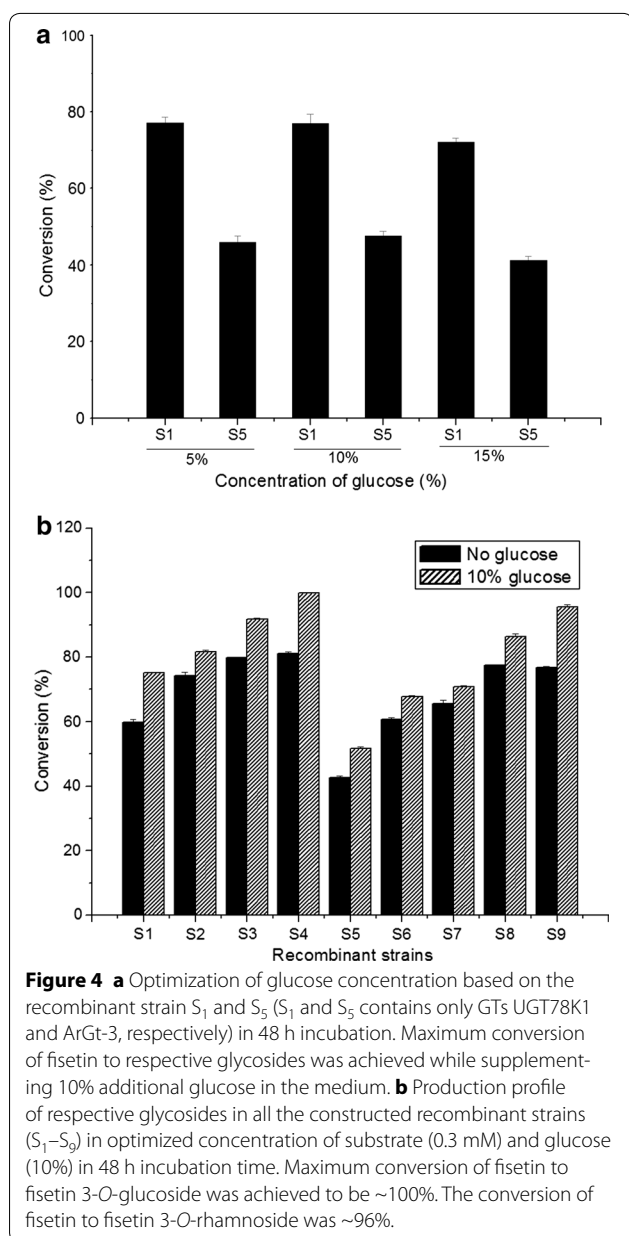 a
100
80
60
40
20
0
Conversion (%)
S1 S5 S1 S5 S1 S5
5% 10% 15%
Concentration of glucose (%)
b
120
100
80
60
40
20
0
Conversion (%)
No glucose
10% glucose
S1 S2 S3 S4 S5 S6 S7 S8 S9
Recombinant strains
Figure 4 a Optimization of glucose concentration based on the
recombinant strain S1 and S5 (S1 and S5 contains only GTs UGT78K1
and ArGt-3, respectively) in 48 h incubation. Maximum conversion
of fisetin to respective glycosides was achieved while supplement-
ing 10% additional glucose in the medium. b Production profile
of respective glycosides in all the constructed recombinant strains
(S1–S9) in optimized concentration of substrate (0.3 mM) and glucose
(10%) in 48 h incubation time. Maximum conversion of fisetin to
fisetin 3-O-glucoside was achieved to be ~100%. The conversion of
fisetin to fisetin 3-O-rhamnoside was ~96%.